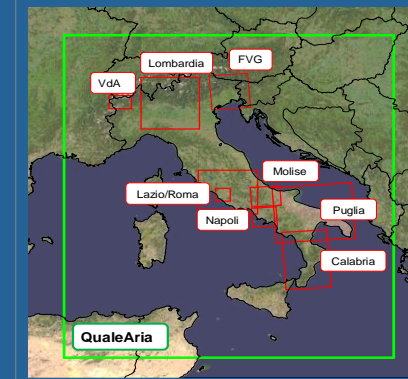 FVG
Lombardia
VdA
Molise
Lazio/Roma
Puglia
Napoli
Calabria
QualeAria